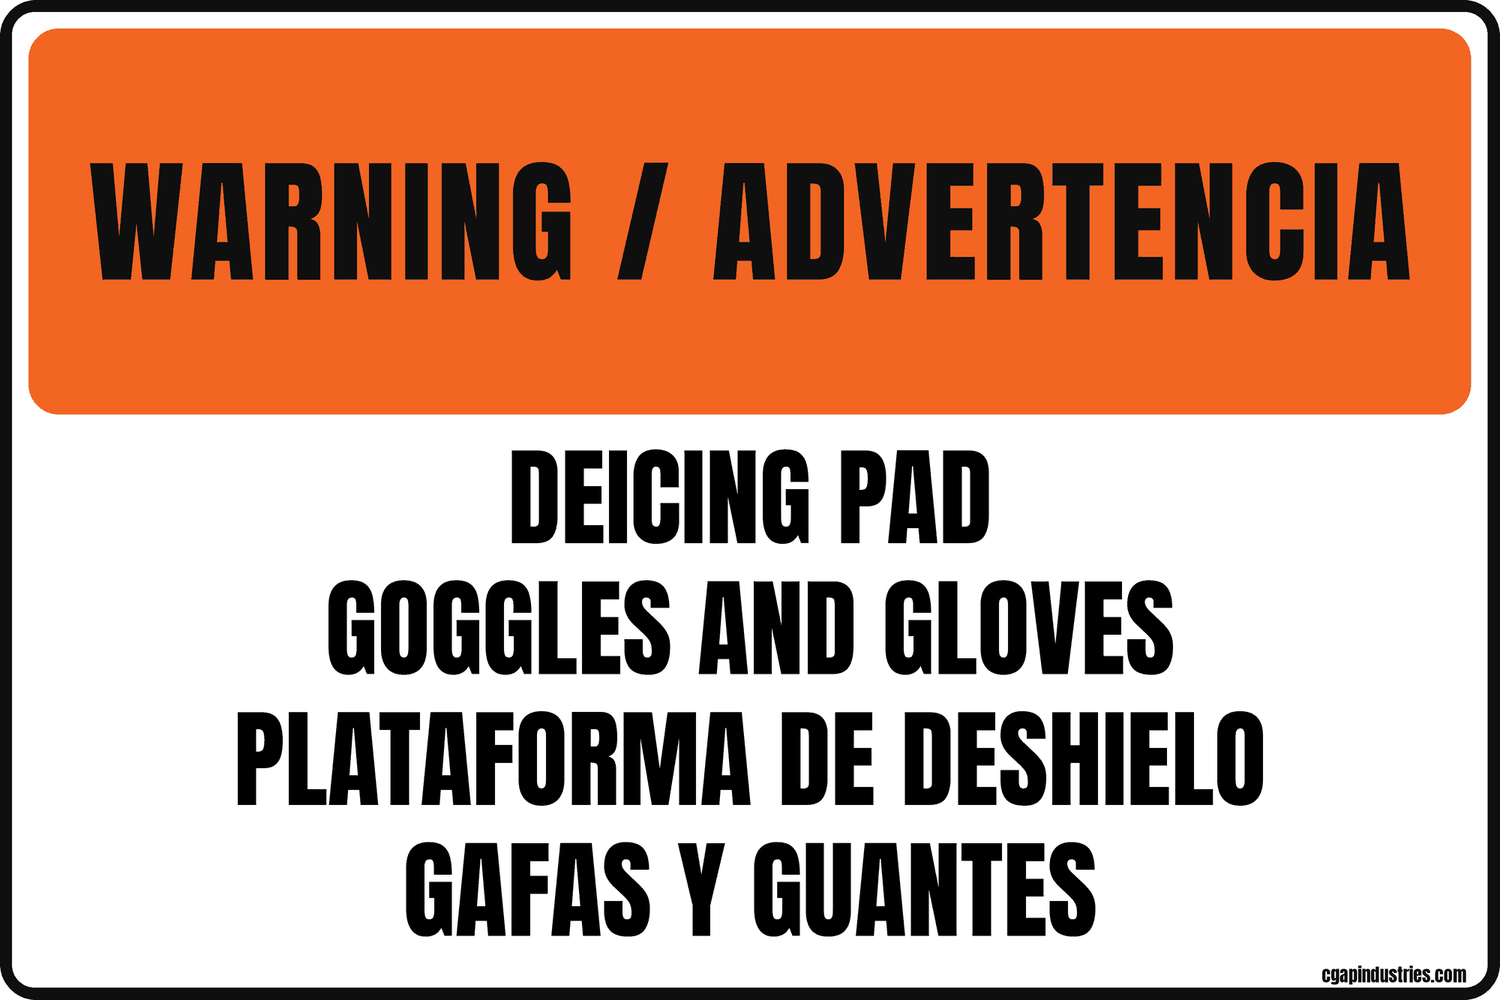 WARNING / ADVERTENCIA
DEICING PAD
GOGGLES AND GLOVES
PLATAFORMA DE DESHIELO
GAFAS Y GUANTES
cgapindustries.com